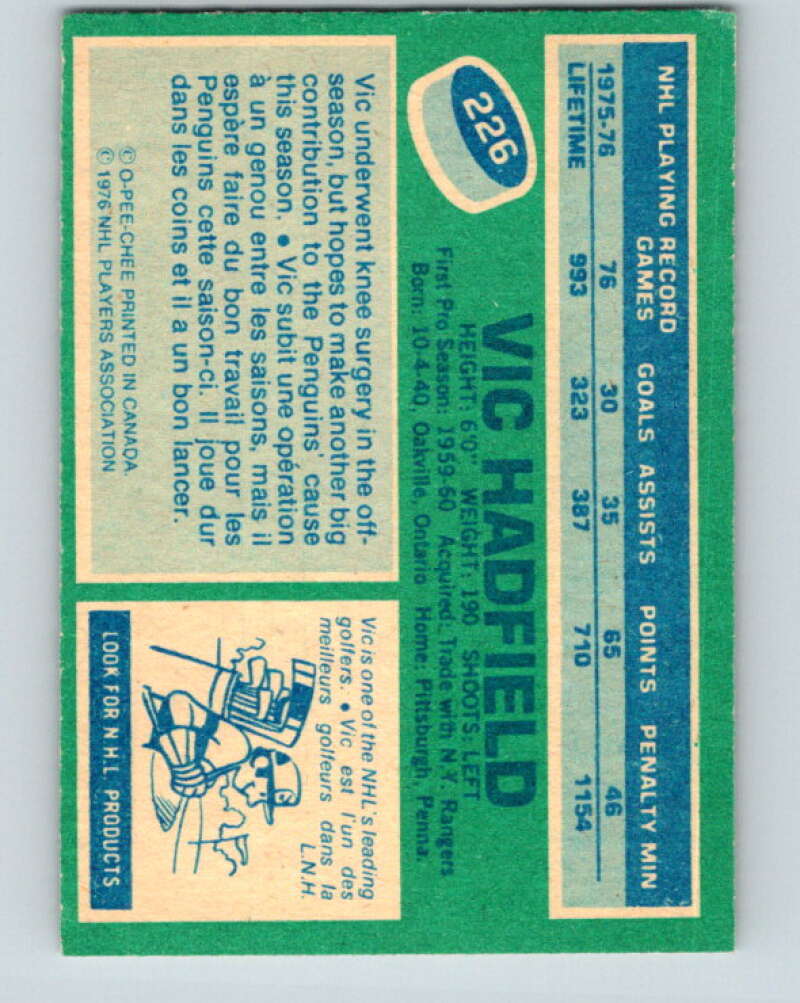 NHL PLAYING RECORD
GAMES GOALS ASSISTS POINTS PENALTY MIN
1975-76 76 30 35 65 46
LIFETIME 993 323 387 710 1154
226
VIC HADFIELD
HEIGHT: 6'0" WEIGHT: 190 SHOOTS: LEFT
First Pro Season: 1959-60 Acquired: Trade with N.Y. Rangers
Born: 10-4-40, Oakville, Ontario Home: Pittsburgh, Penna.
Vic underwent knee surgery in the off-
season, but hopes to make another big
contribution to the Penguins' cause
this season. • Vic subit une opération
à un genou entre les saisons, mais il
espère faire du bon travail pour les
Penguins cette saison-ci. Il joue dur
dans les coins et il a un bon lancer.
© O-PEE-CHEE PRINTED IN CANADA.
© 1976 NHL PLAYERS ASSOCIATION
Vic is one of the NHL's leading
golfers. • Vic est l'un des
meilleurs golfeurs dans la
L.N.H.
LOOK FOR N.H.L. PRODUCTS